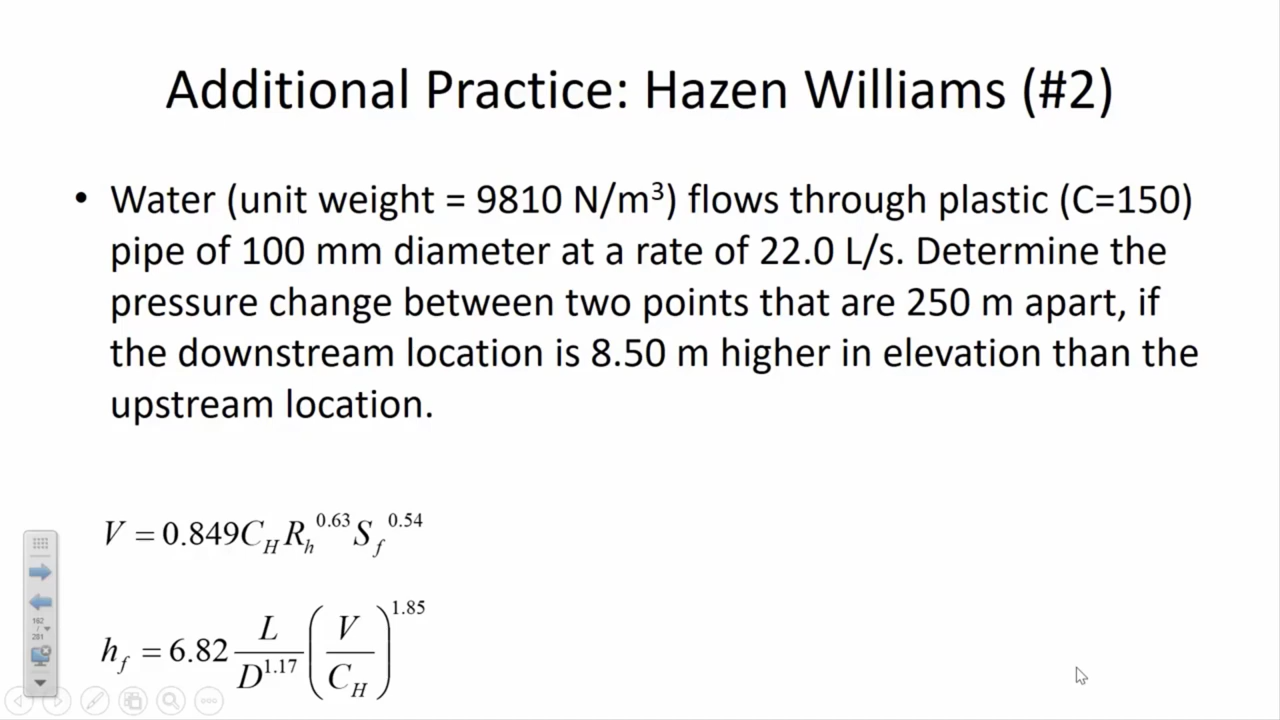 Additional Practice: Hazen Williams (#2)
• Water (unit weight = 9810 N/m³) flows through plastic (C=150)
pipe of 100 mm diameter at a rate of 22.0 L/s. Determine the
pressure change between two points that are 250 m apart, if
the downstream location is 8.50 m higher in elevation than the
upstream location.
V = 0.849C_H R_h^0.63 S_f^0.54
h_f = 6.82 L/D^1.17 (V/C_H)^1.85
162
/
281